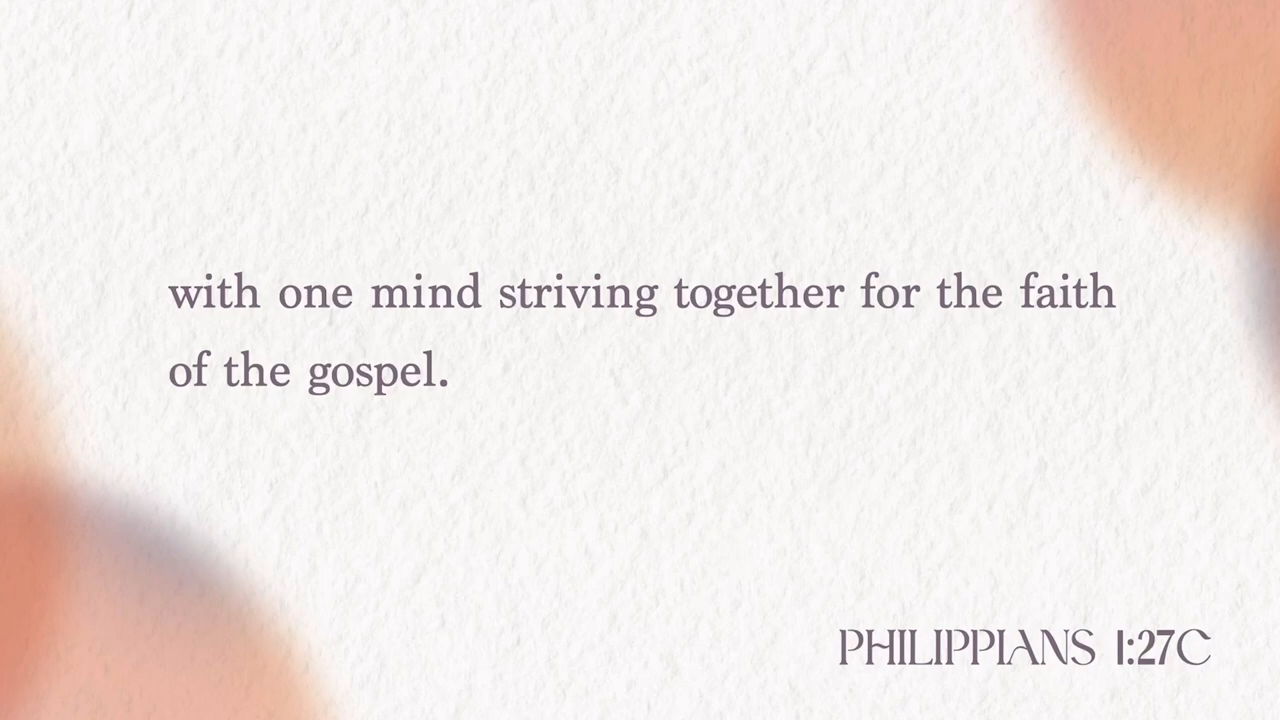 with one mind striving together for the faith
of the gospel.
PHILIPPIANS 1:27C